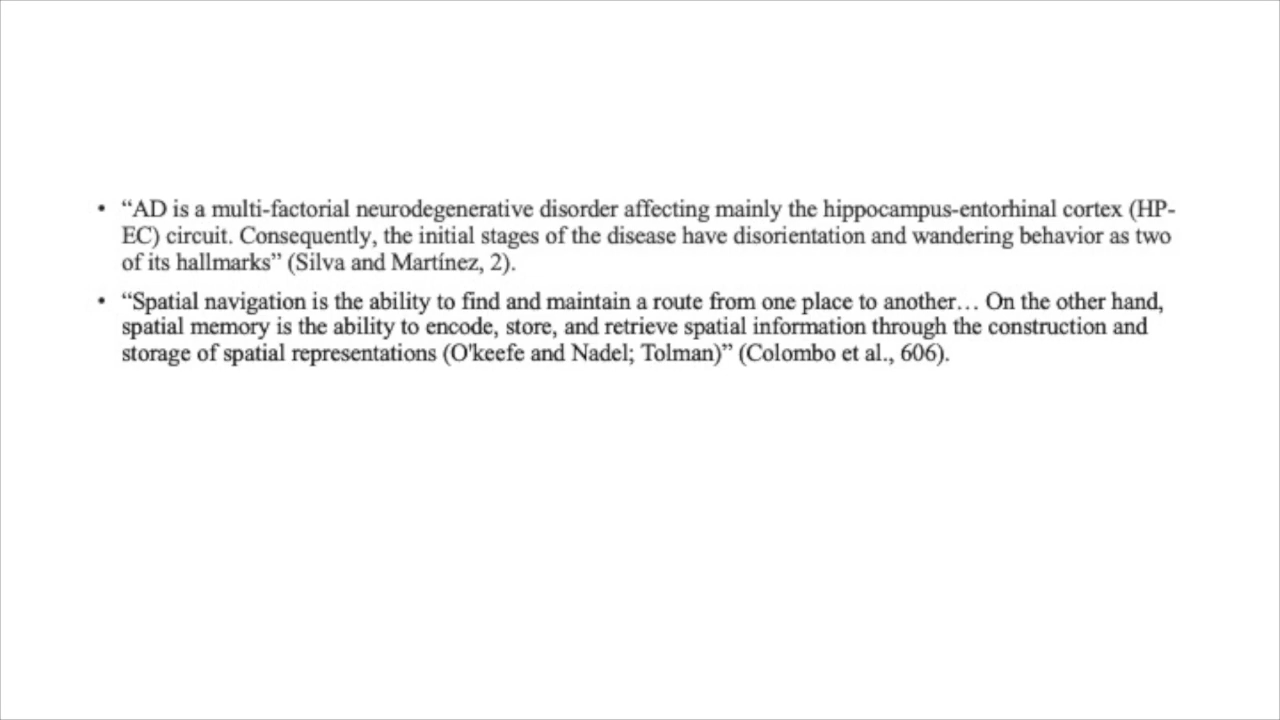 • “AD is a multi-factorial neurodegenerative disorder affecting mainly the hippocampus-entorhinal cortex (HP-
EC) circuit. Consequently, the initial stages of the disease have disorientation and wandering behavior as two
of its hallmarks” (Silva and Martínez, 2).
• “Spatial navigation is the ability to find and maintain a route from one place to another… On the other hand,
spatial memory is the ability to encode, store, and retrieve spatial information through the construction and
storage of spatial representations (O'keefe and Nadel; Tolman)” (Colombo et al., 606).